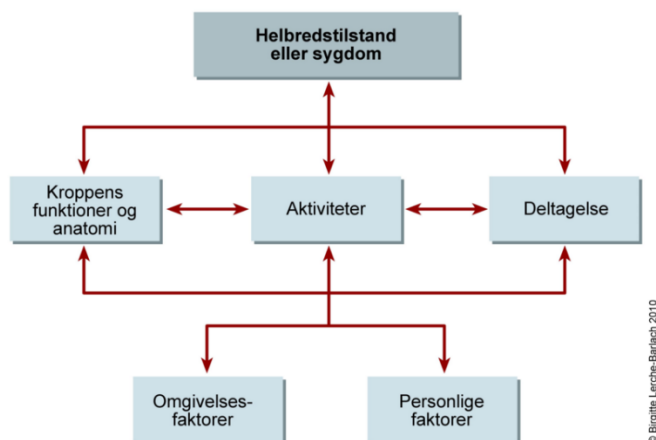 Helbredstilstand
eller sygdom
Kroppens
funktioner og
anatomi
Aktiviteter
Deltagelse
Omgivelses-
faktorer
Personlige
faktorer
© Birgitte Lerche-Barlach 2010